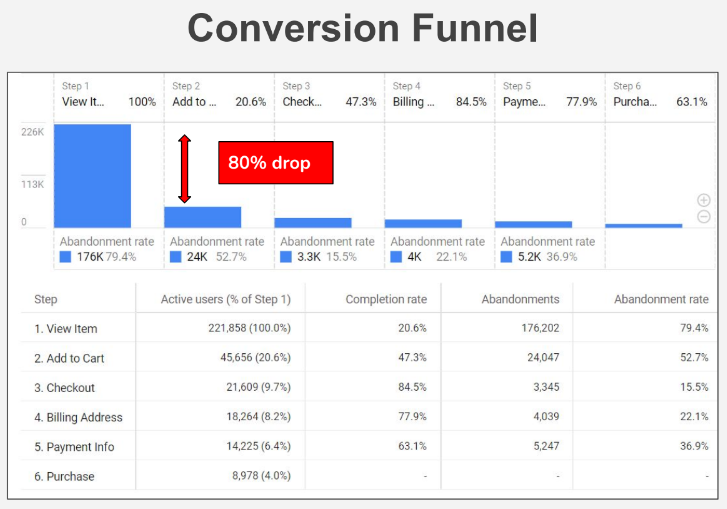 Conversion Funnel
Step 1 Step 2 Step 3 Step 4 Step 5 Step 6
View It... 100% Add to ... 20.6% Check... 47.3% Billing ... 84.5% Payme... 77.9% Purcha... 63.1%
226K
113K
0
80% drop
Abandonment rate Abandonment rate Abandonment rate Abandonment rate Abandonment rate
176K 79.4% 24K 52.7% 3.3K 15.5% 4K 22.1% 5.2K 36.9%
Step Active users (% of Step 1) Completion rate Abandonments Abandonment rate
1. View Item 221,858 (100.0%) 20.6% 176,202 79.4%
2. Add to Cart 45,656 (20.6%) 47.3% 24,047 52.7%
3. Checkout 21,609 (9.7%) 84.5% 3,345 15.5%
4. Billing Address 18,264 (8.2%) 77.9% 4,039 22.1%
5. Payment Info 14,225 (6.4%) 63.1% 5,247 36.9%
6. Purchase 8,978 (4.0%) - - -